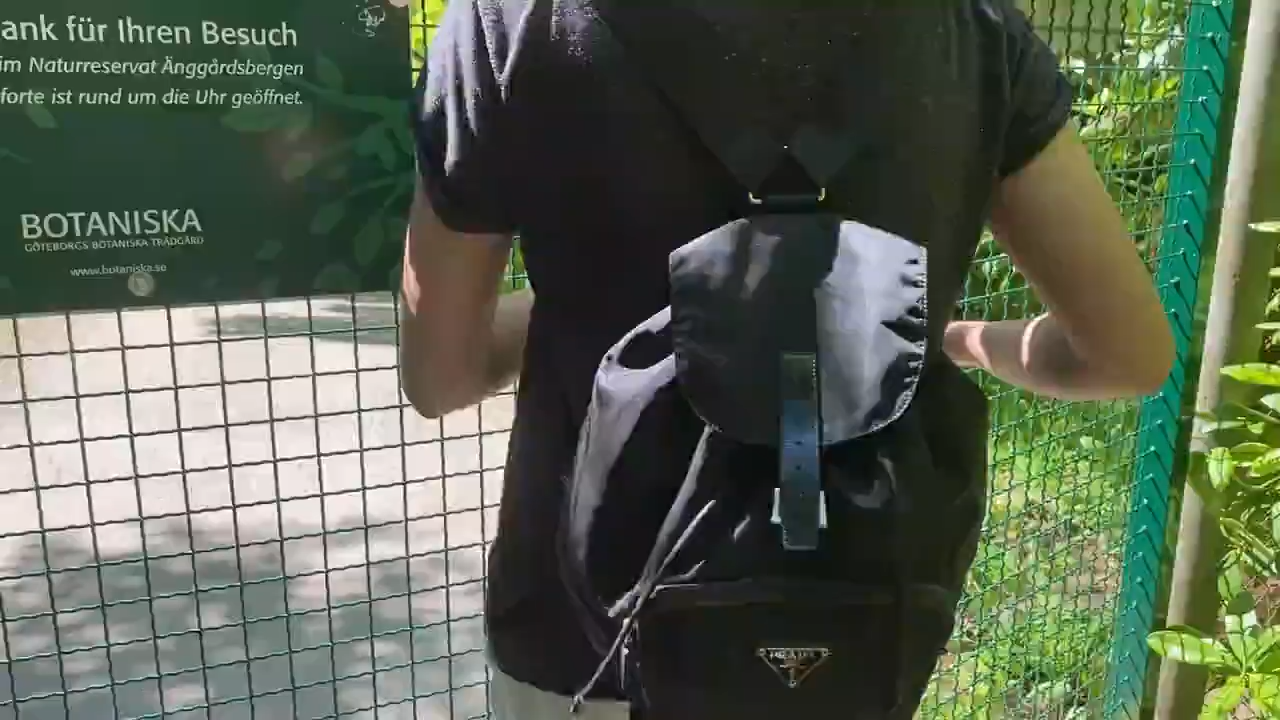 ank für Ihren Besuch
im Naturreservat Änggårdsbergen
forte ist rund um die Uhr geöffnet.
BOTANISKA
GÖTEBORGS BOTANISKA TRÄDGÅRD
www.botaniska.se
PRADA